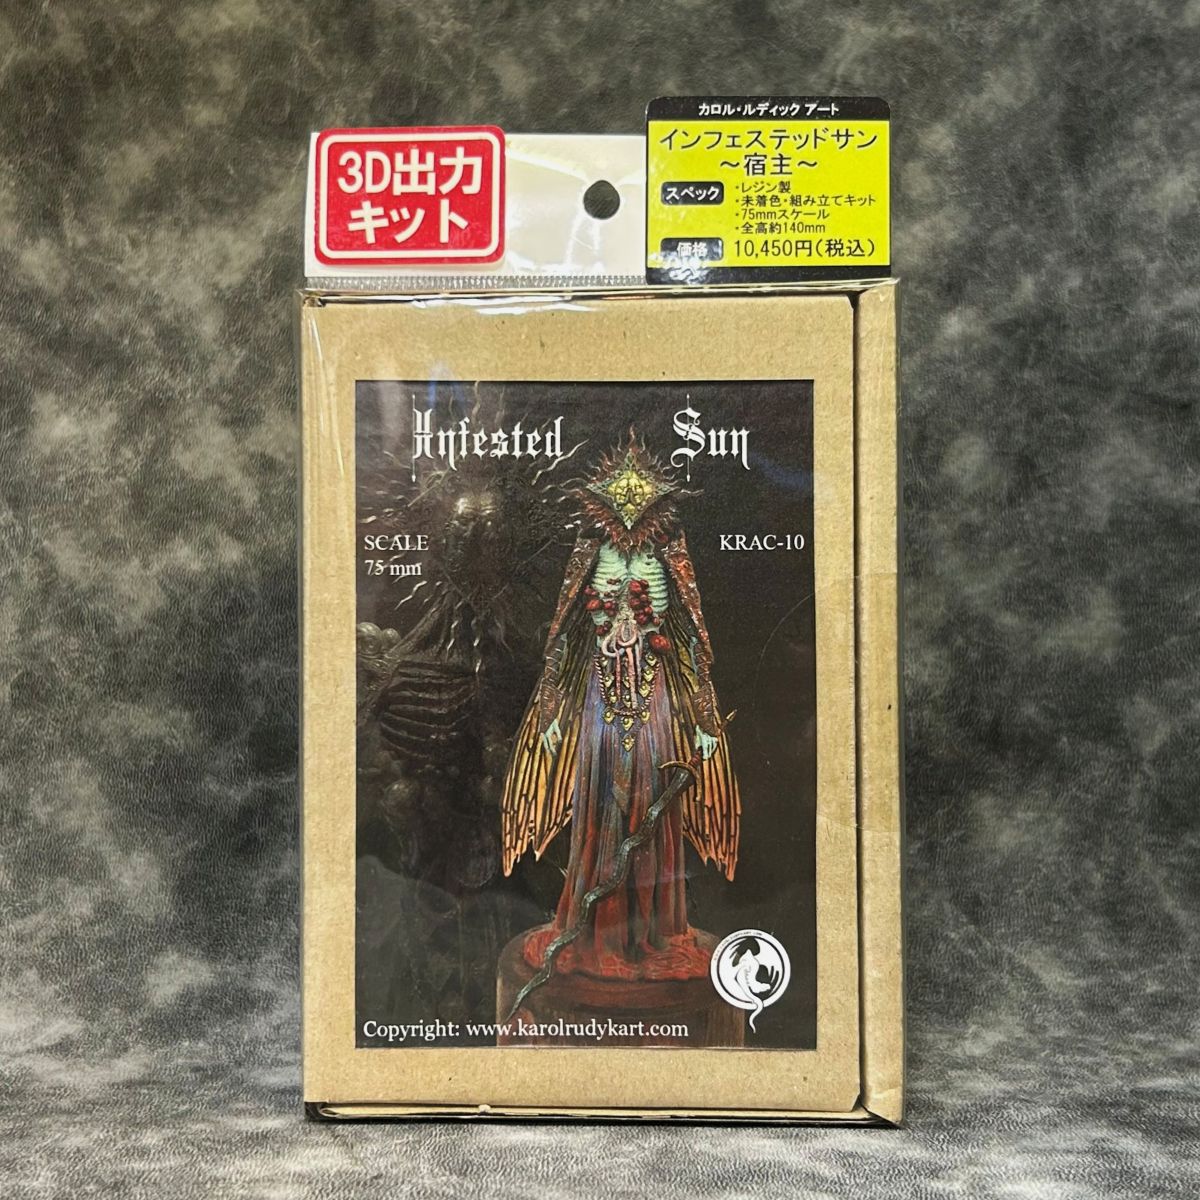 3D出力
キット
カロル・ルディック アート
インフェステッドサン
～宿主～
スペック
・レジン製
・未着色・組み立てキット
・75mmスケール
・全高約140mm
価格
10,450円(税込)
Infested Sun
SCALE
75 mm
KRAC-10
Copyright: www.karolrudykart.com